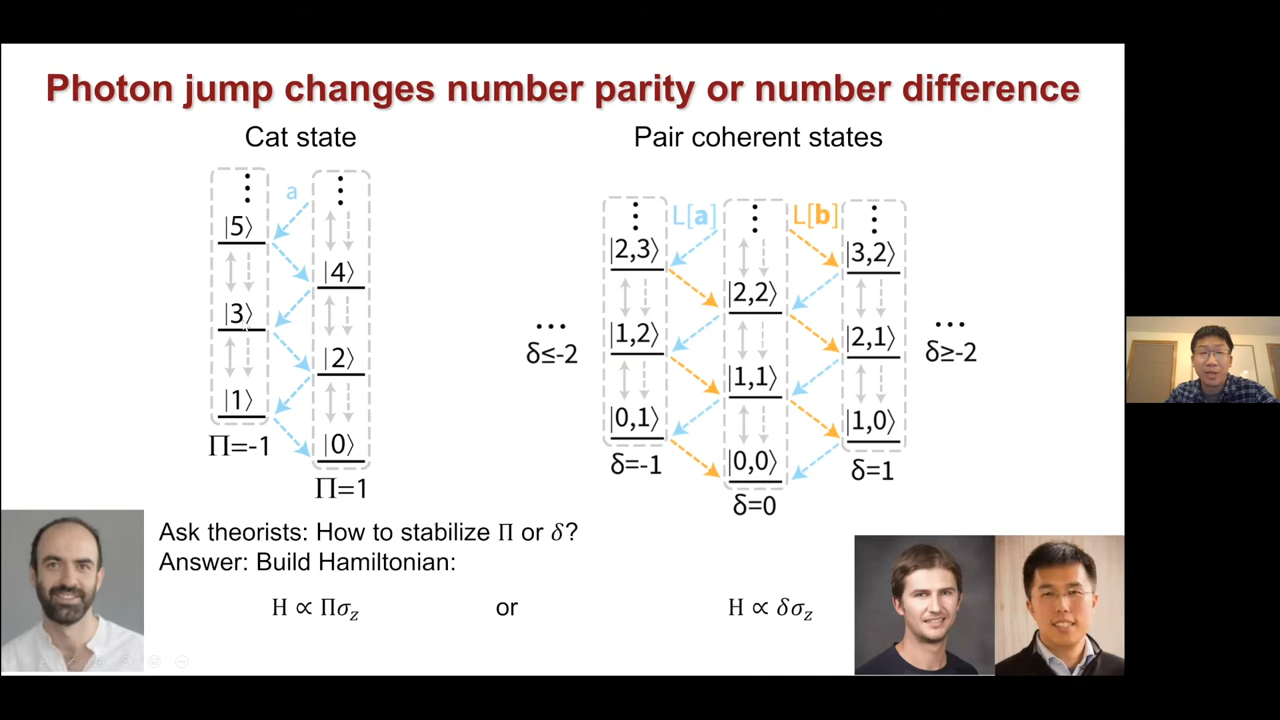 Photon jump changes number parity or number difference
Cat state
⋮
a
⋮
|5⟩
|4⟩
|3⟩
|2⟩
|1⟩
|0⟩
Π=-1
Π=1
Pair coherent states
⋮
L[a]
⋮
L[b]
⋮
|2,3⟩
|3,2⟩
|2,2⟩
...
δ≤-2
|1,2⟩
|2,1⟩
...
δ≥-2
|1,1⟩
|0,1⟩
|1,0⟩
|0,0⟩
δ=-1
δ=1
δ=0
Ask theorists: How to stabilize Π or δ?
Answer: Build Hamiltonian:
H ∝ Πσ_z or H ∝ δσ_z